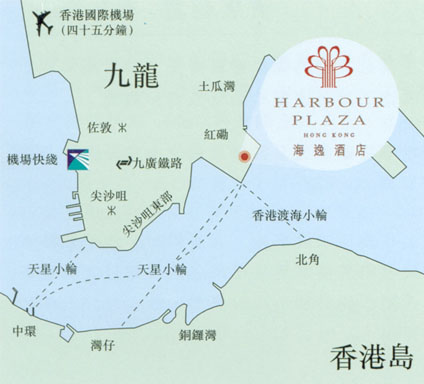 香港國際機場
(四十五分鐘)
九龍
土瓜灣
HARBOUR
PLAZA
HONG KONG
海逸酒店
佐敦
紅磡
機場快綫
九廣鐵路
尖沙咀
尖沙咀東部
香港渡海小輪
天星小輪
天星小輪
北角
中環
灣仔
銅鑼灣
香港島